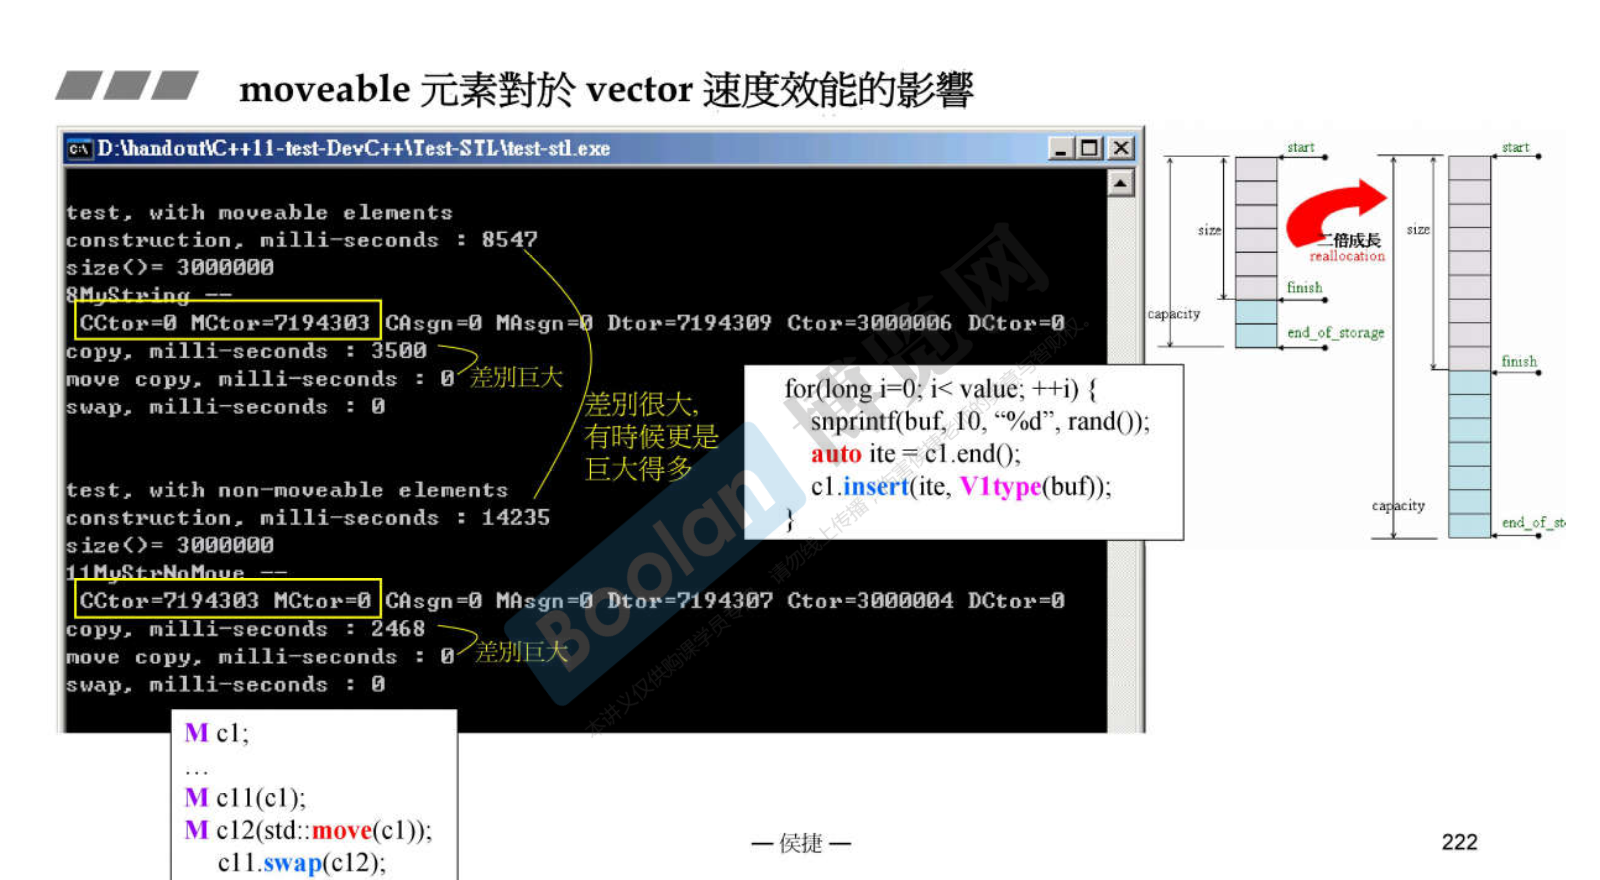 moveable 元素對於 vector 速度效能的影響
D:\handout\C++11-test-DevC++\Test-STL\test-stl.exe
test, with moveable elements
construction, milli-seconds : 8547
size()= 3000000
8MyString --
CCtor=0 MCtor=7194303 CAsgn=0 MAsgn=0 Dtor=7194309 Ctor=3000006 DCtor=0
copy, milli-seconds : 3500
move copy, milli-seconds : 0
差別巨大
swap, milli-seconds : 0
差別很大,
有時候更是
巨大得多
test, with non-moveable elements
construction, milli-seconds : 14235
size()= 3000000
11MyStrNoMove --
CCtor=7194303 MCtor=0 CAsgn=0 MAsgn=0 Dtor=7194307 Ctor=3000004 DCtor=0
copy, milli-seconds : 2468
move copy, milli-seconds : 0
差別巨大
swap, milli-seconds : 0
for(long i=0; i< value; ++i) {
snprintf(buf, 10, “%d”, rand());
auto ite = c1.end();
c1.insert(ite, V1type(buf));
}
start
size
finish
capacity
end_of_storage
二倍成長
reallocation
start
size
finish
capacity
end_of_st
M c1;
…
M c11(c1);
M c12(std::move(c1));
c11.swap(c12);
Boolan
博览网
— 侯捷 —
222